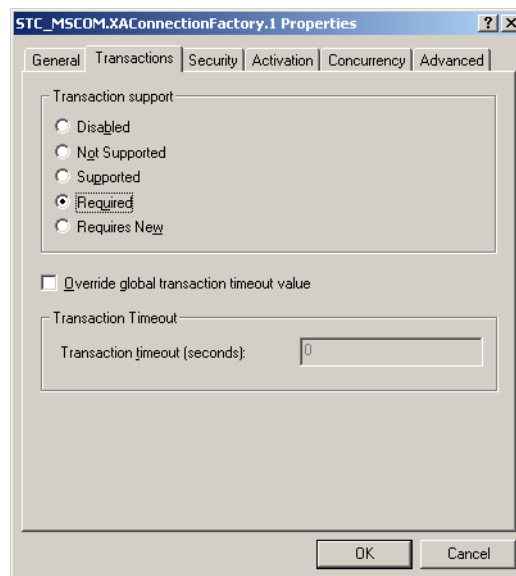 STC_MSCOM.XAConnectionFactory.1 Properties
General Transactions Security Activation Concurrency Advanced
Transaction support
Disabled
Not Supported
Supported
Required
Requires New
Override global transaction timeout value
Transaction Timeout
Transaction timeout (seconds): 0
OK Cancel